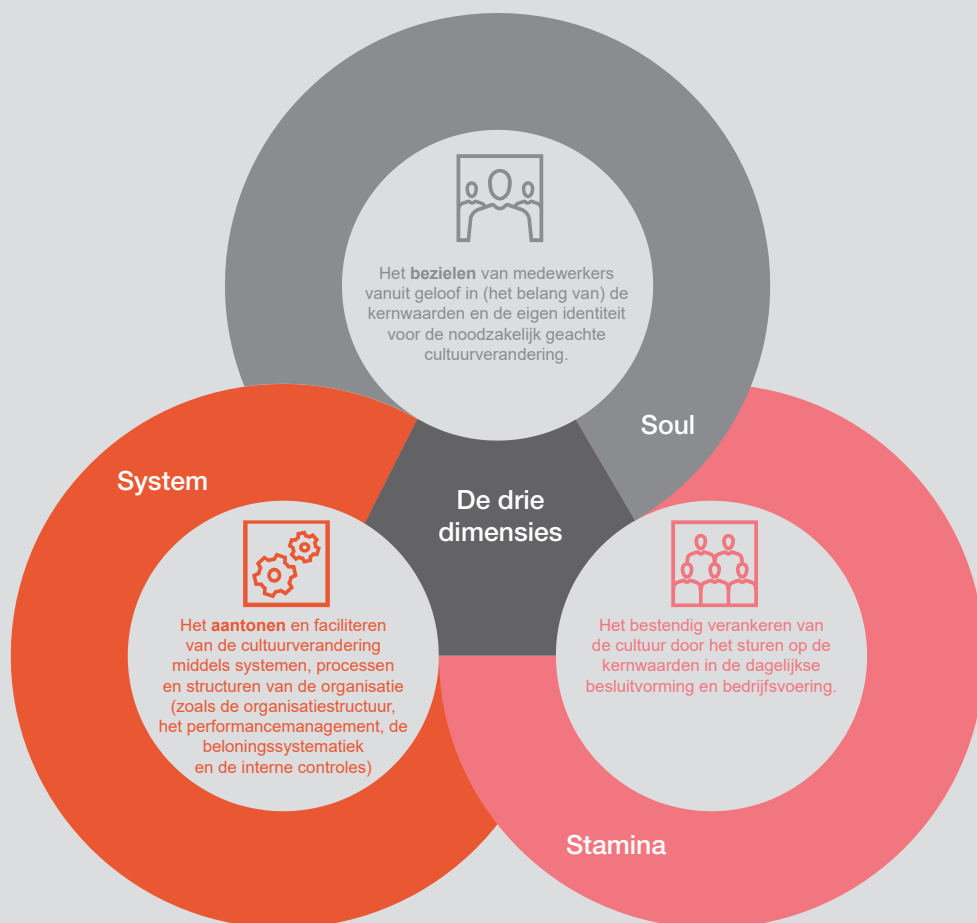 Het bezielen van medewerkers
vanuit geloof in (het belang van) de
kernwaarden en de eigen identiteit
voor de noodzakelijk geachte
cultuurverandering.
Soul
System
De drie
dimensies
Het aantonen en faciliteren
van de cultuurverandering
middels systemen, processen
en structuren van de organisatie
(zoals de organisatiestructuur,
het performancemanagement, de
beloningssystematiek
en de interne controles)
Het bestendig verankeren van
de cultuur door het sturen op de
kernwaarden in de dagelijkse
besluitvorming en bedrijfsvoering.
Stamina